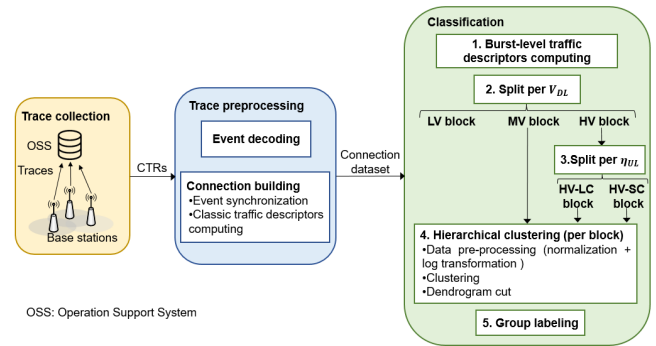 Trace collection
OSS
Traces
Base stations
CTRs
Trace preprocessing
Event decoding
Connection building
•Event synchronization
•Classic traffic descriptors
computing
Connection
dataset
Classification
1. Burst-level traffic
descriptors computing
2. Split per V_DL
LV block
MV block
HV block
3.Split per η_UL
HV-LC
block
HV-SC
block
4. Hierarchical clustering (per block)
•Data pre-processing (normalization +
log transformation )
•Clustering
•Dendrogram cut
5. Group labeling
OSS: Operation Support System